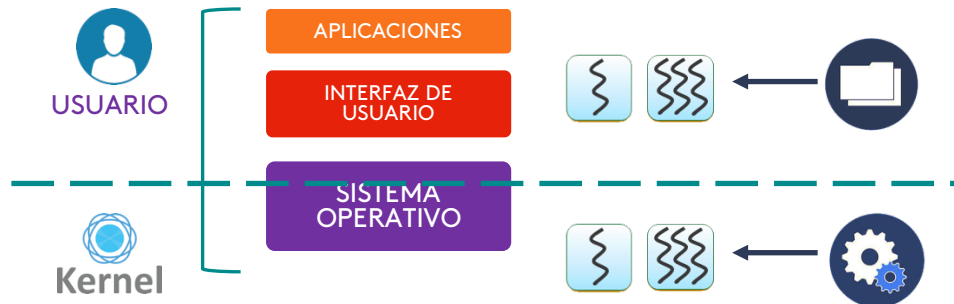 APLICACIONES
USUARIO
INTERFAZ DE
USUARIO
SISTEMA
OPERATIVO
Kernel